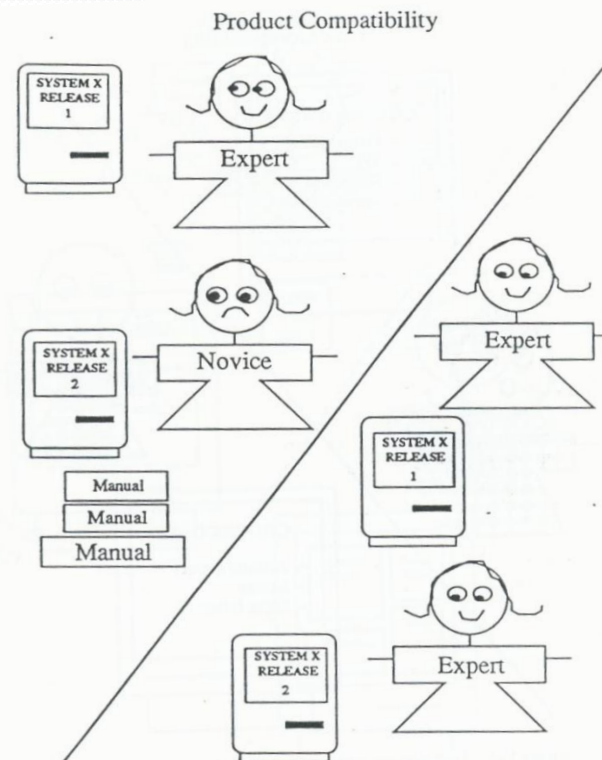 Product Compatibility
SYSTEM X
RELEASE
1
Expert
Novice
SYSTEM X
RELEASE
2
Manual
Manual
Manual
Expert
SYSTEM X
RELEASE
1
Expert
SYSTEM X
RELEASE
2